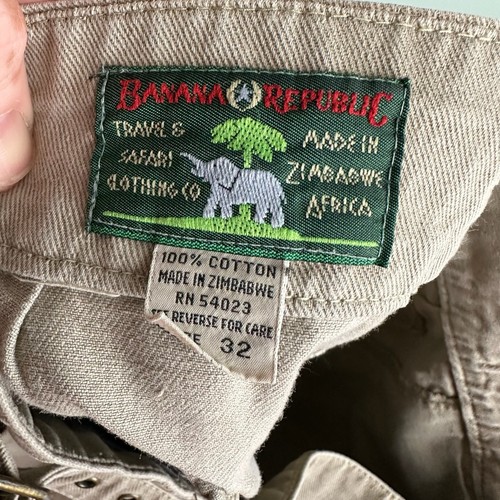 BANANA REPUBLIC
TRAVEL & MADE IN
SAFARI ZIMBABWE
CLOTHING CO AFRICA
100% COTTON
MADE IN ZIMBABWE
RN 54023
REVERSE FOR CARE
32